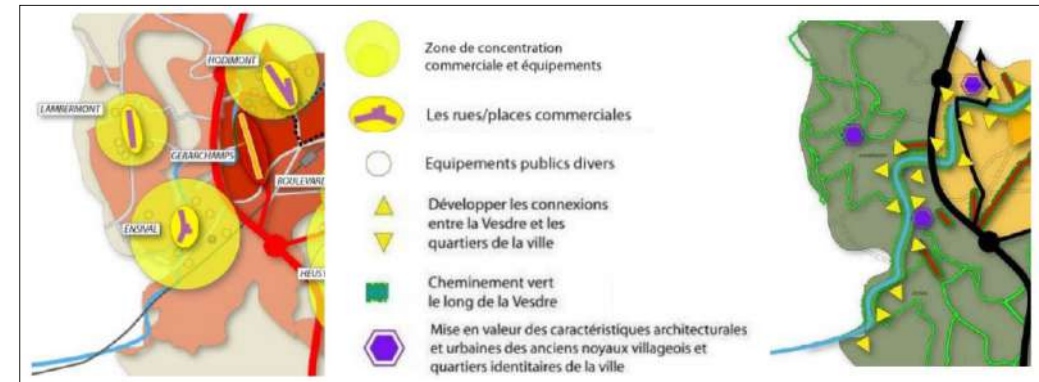 HODIMONT
LAMBERMONT
GERARCHAMPS
BOULEVARD
ENSIVAL
HEUS
Zone de concentration
commerciale et équipements
Les rues/places commerciales
Equipements publics divers
Développer les connexions
entre la Vesdre et les
quartiers de la ville
Cheminement vert
le long de la Vesdre
Mise en valeur des caractéristiques architecturales
et urbaines des anciens noyaux villageois et
quartiers identitaires de la ville